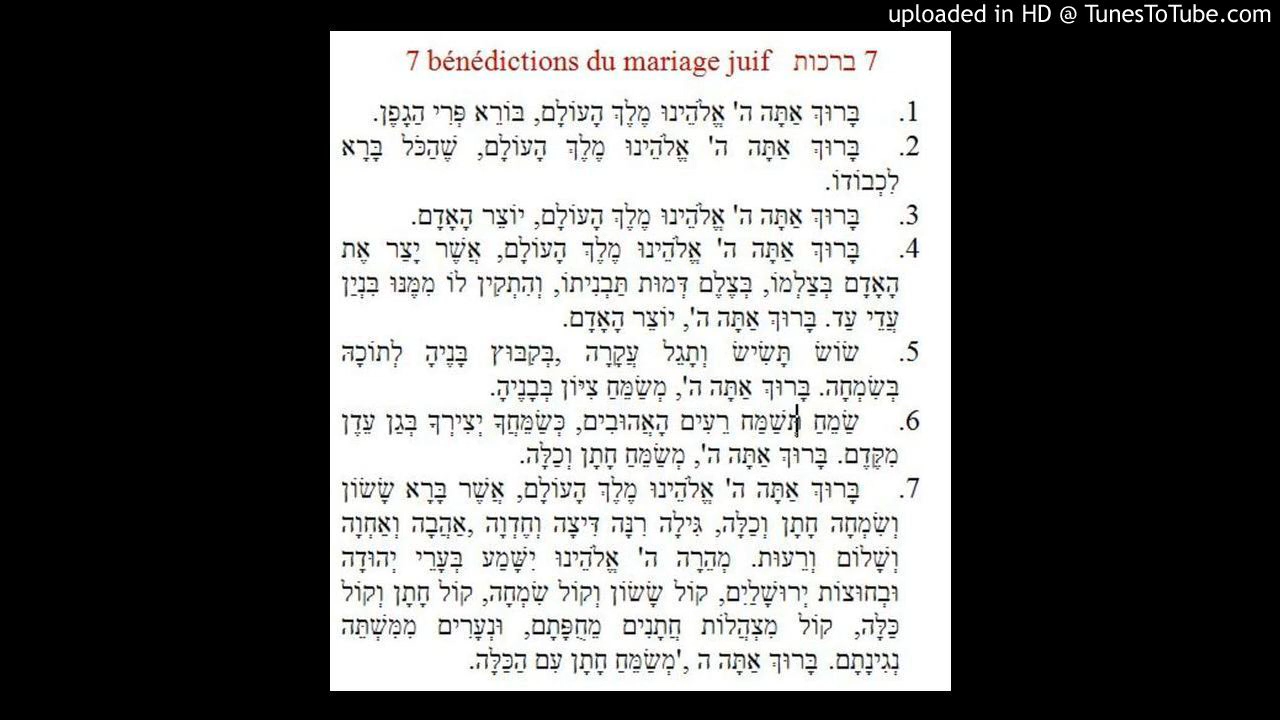 uploaded in HD @ TunesToTube.com
7 bénédictions du mariage juif 7 ברכות
1. בָּרוּךְ אַתָּה ה' אֱלֹהֵינוּ מֶלֶךְ הָעוֹלָם, בּוֹרֵא פְּרִי הַגָּפֶן.
2. בָּרוּךְ אַתָּה ה' אֱלֹהֵינוּ מֶלֶךְ הָעוֹלָם, שֶׁהַכֹּל בָּרָא
לִכְבוֹדוֹ.
3. בָּרוּךְ אַתָּה ה' אֱלֹהֵינוּ מֶלֶךְ הָעוֹלָם, יוֹצֵר הָאָדָם.
4. בָּרוּךְ אַתָּה ה' אֱלֹהֵינוּ מֶלֶךְ הָעוֹלָם, אֲשֶׁר יָצַר אֶת
הָאָדָם בְּצַלְמוֹ, בְּצֶלֶם דְּמוּת תַּבְנִיתוֹ, וְהִתְקִין לוֹ מִמֶּנּוּ בִּנְיַן
עֲדֵי עַד. בָּרוּךְ אַתָּה ה', יוֹצֵר הָאָדָם.
5. שׂוֹשׂ תָּשִׂישׂ וְתָגֵל עֲקָרָה ,בְּקִבּוּץ בָּנֶיהָ לְתוֹכָהּ
בְּשִׂמְחָה. בָּרוּךְ אַתָּה ה', מְשַׂמֵּחַ צִיּוֹן בְּבָנֶיהָ.
6. שַׂמֵּחַ תְּשַׂמַּח רֵעִים הָאֲהוּבִים, כְּשַׂמֵּחֲךָ יְצִירְךָ בְּגַן עֵדֶן
מִקֶּדֶם. בָּרוּךְ אַתָּה ה', מְשַׂמֵּחַ חָתָן וְכַלָּה.
7. בָּרוּךְ אַתָּה ה' אֱלֹהֵינוּ מֶלֶךְ הָעוֹלָם, אֲשֶׁר בָּרָא שָׂשׂוֹן
וְשִׂמְחָה חָתָן וְכַלָּה, גִּילָה רִנָּה דִּיצָה וְחֶדְוָה ,אַהֲבָה וְאַחֲוָה
וְשָׁלוֹם וְרֵעוּת. מְהֵרָה ה' אֱלֹהֵינוּ יִשָּׁמַע בְּעָרֵי יְהוּדָה
וּבְחוּצוֹת יְרוּשָׁלַיִם, קוֹל שָׂשׂוֹן וְקוֹל שִׂמְחָה, קוֹל חָתָן וְקוֹל
כַּלָּה, קוֹל מִצְהֲלוֹת חֲתָנִים מֵחֻפָּתָם, וּנְעָרִים מִמִּשְׁתֵּה
נְגִינָתָם. בָּרוּךְ אַתָּה ה ,'מְשַׂמֵּחַ חָתָן עִם הַכַּלָּה.